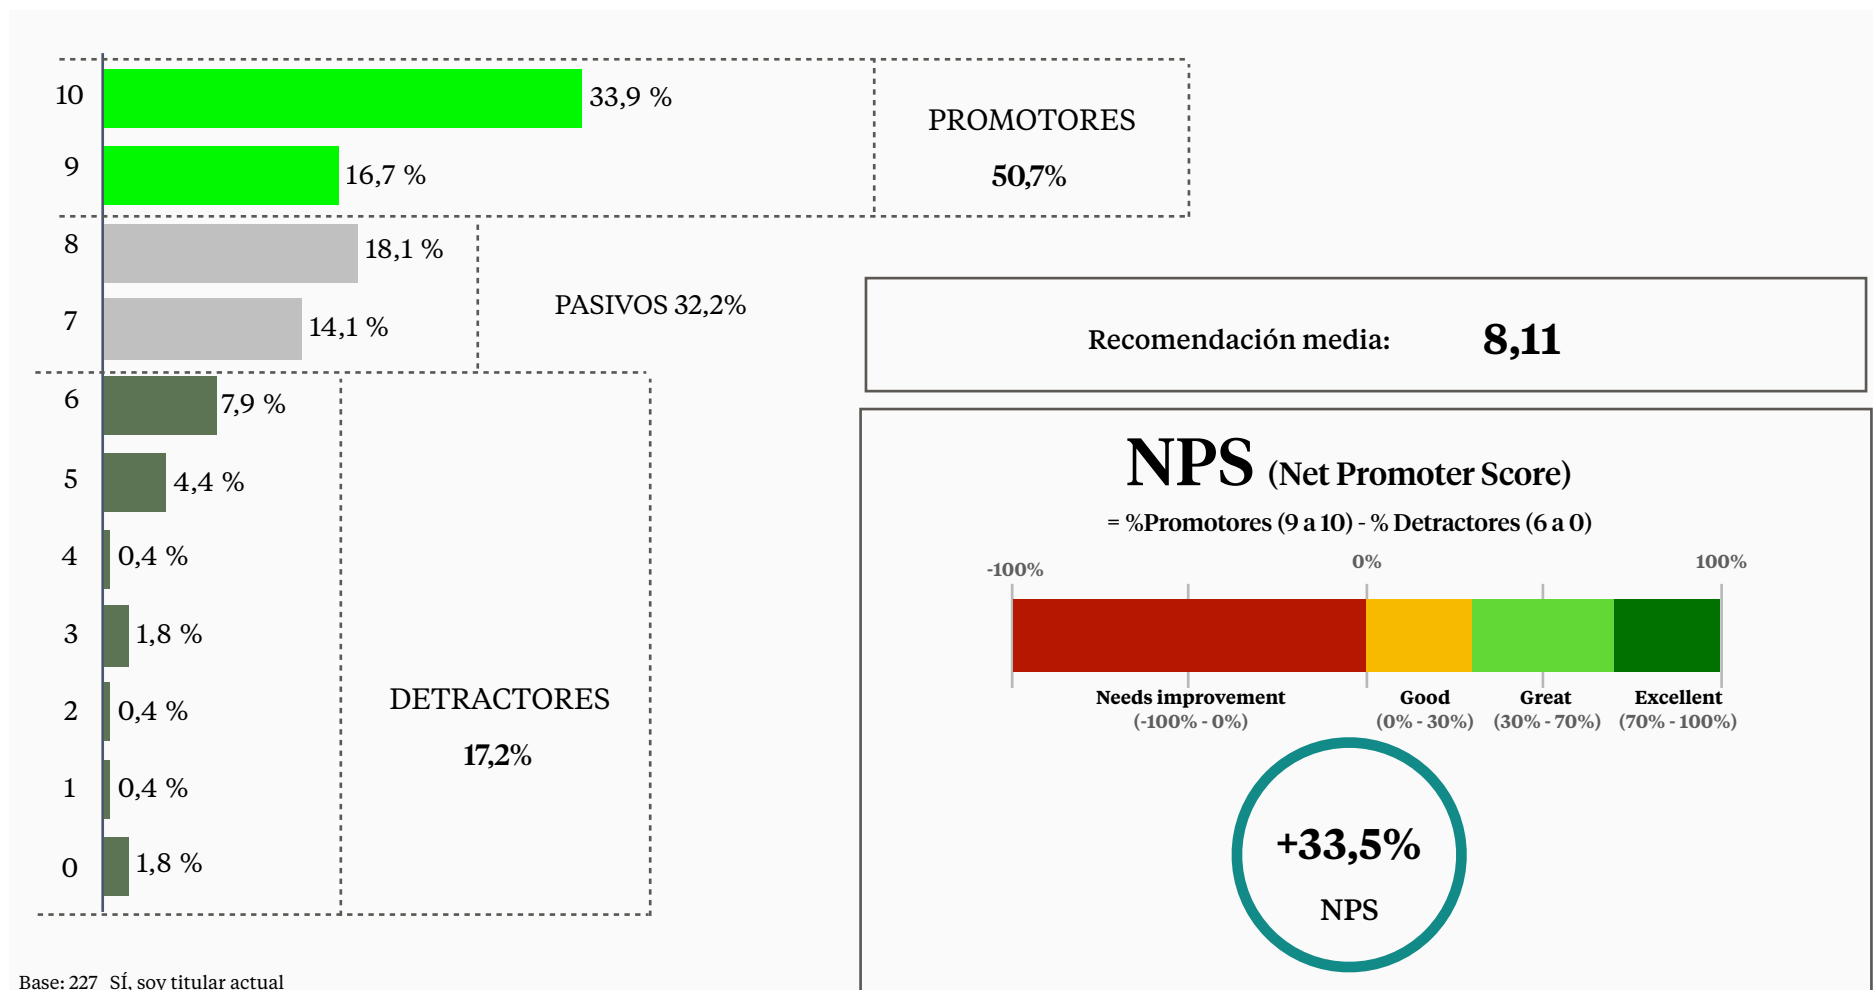 10
33,9 %
PROMOTORES
9
16,7 %
50,7%
8
18,1 %
PASIVOS 32,2%
7
14,1 %
Recomendación media: 8,11
6
7,9 %
5
4,4 %
4
0,4 %
3
1,8 %
2
0,4 %
DETRACTORES
17,2%
1
0,4 %
0
1,8 %
NPS (Net Promoter Score)
= %Promotores (9 a 10) - % Detractores (6 a 0)
-100% 0% 100%
Needs improvement Good Great Excellent
(-100% - 0%) (0% - 30%) (30% - 70%) (70% - 100%)
+33,5%
NPS
Base: 227 SÍ, soy titular actual